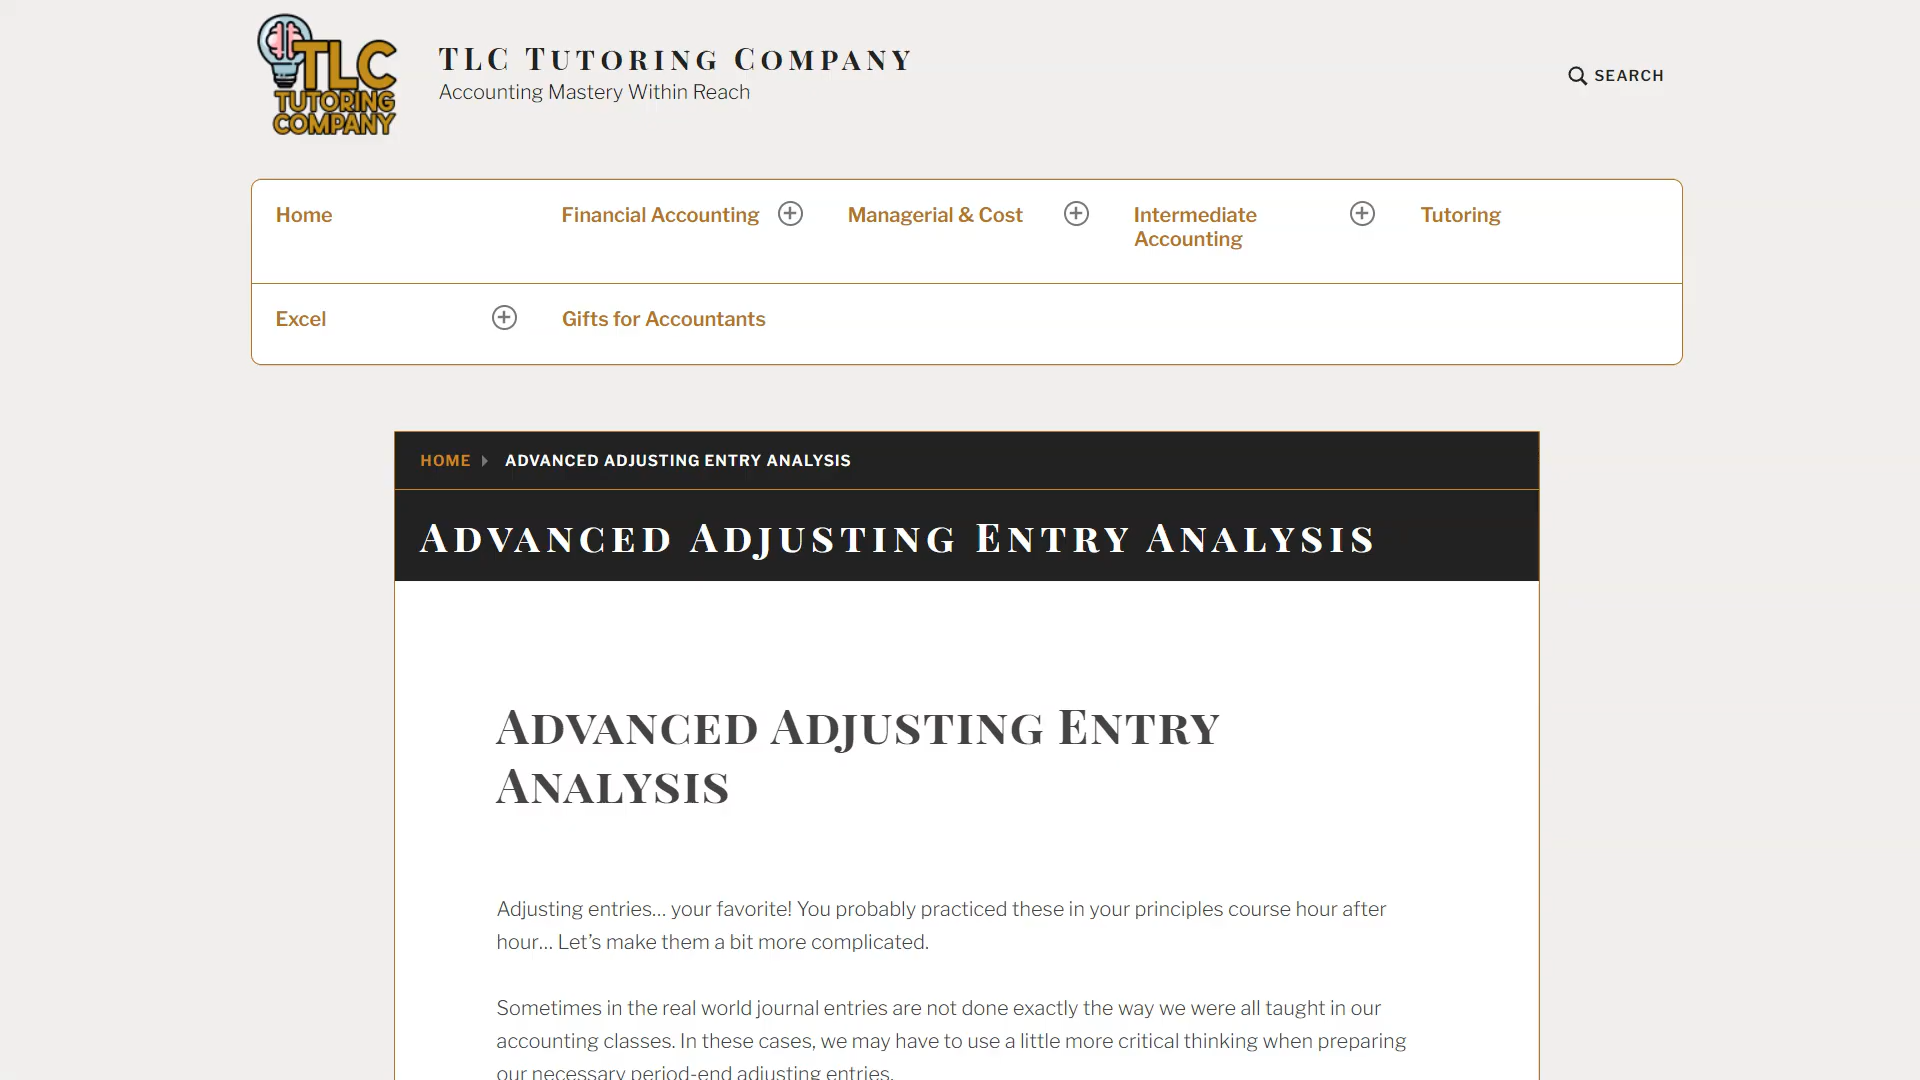 TLC
TUTORING
COMPANY
TLC Tutoring Company
Accounting Mastery Within Reach
SEARCH
Home
Financial Accounting
Managerial & Cost
Intermediate
Accounting
Tutoring
Excel
Gifts for Accountants
HOME ADVANCED ADJUSTING ENTRY ANALYSIS
Advanced Adjusting Entry Analysis
Advanced Adjusting Entry
Analysis
Adjusting entries… your favorite! You probably practiced these in your principles course hour after
hour… Let’s make them a bit more complicated.
Sometimes in the real world journal entries are not done exactly the way we were all taught in our
accounting classes. In these cases, we may have to use a little more critical thinking when preparing
our necessary period-end adjusting entries.